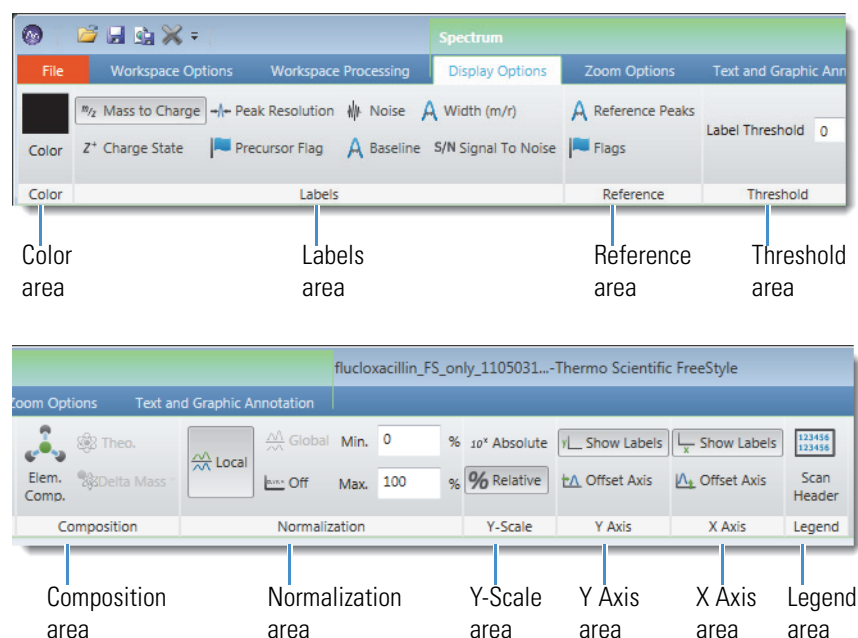 Spectrum
File Workspace Options Workspace Processing Display Options Zoom Options Text and Graphic Ann
m/z Mass to Charge Peak Resolution Noise Width (m/r) Reference Peaks
Label Threshold 0
Color Z+ Charge State Precursor Flag Baseline S/N Signal To Noise Flags
Color Labels Reference Threshold
Color Labels Reference Threshold
area area area area
flucloxacillin_FS_only_1105031...-Thermo Scientific FreeStyle
Zoom Options Text and Graphic Annotation
Theo. Local Global Min. 0 % 10ˣ Absolute y Show Labels x Show Labels 123456
123456
Elem. Delta Mass Off Max. 100 % % Relative Offset Axis Offset Axis Scan
Comp. Header
Composition Normalization Y-Scale Y Axis X Axis Legend
Composition Normalization Y-Scale Y Axis X Axis Legend
area area area area area area